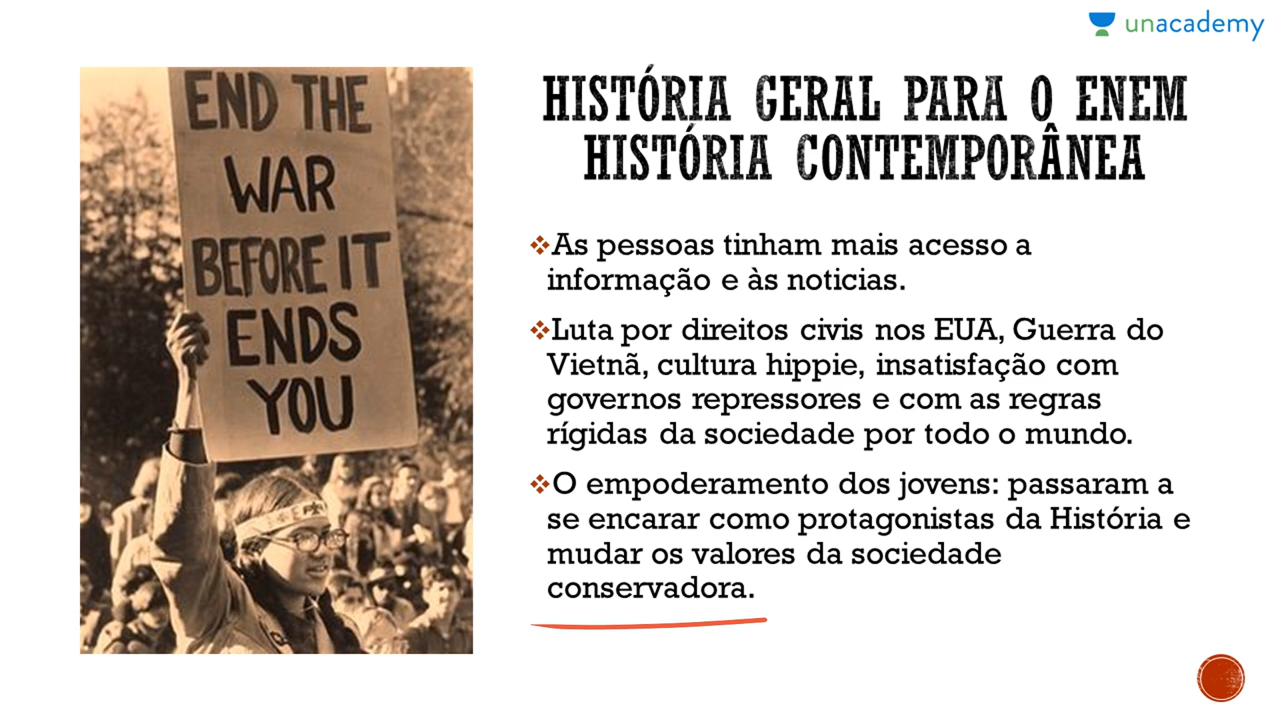 unacademy
END THE
WAR
BEFORE IT
ENDS
YOU
HISTÓRIA GERAL PARA O ENEM
HISTÓRIA CONTEMPORÂNEA
❖As pessoas tinham mais acesso a
informação e às noticias.
❖Luta por direitos civis nos EUA, Guerra do
Vietnã, cultura hippie, insatisfação com
governos repressores e com as regras
rígidas da sociedade por todo o mundo.
❖O empoderamento dos jovens: passaram a
se encarar como protagonistas da História e
mudar os valores da sociedade
conservadora.